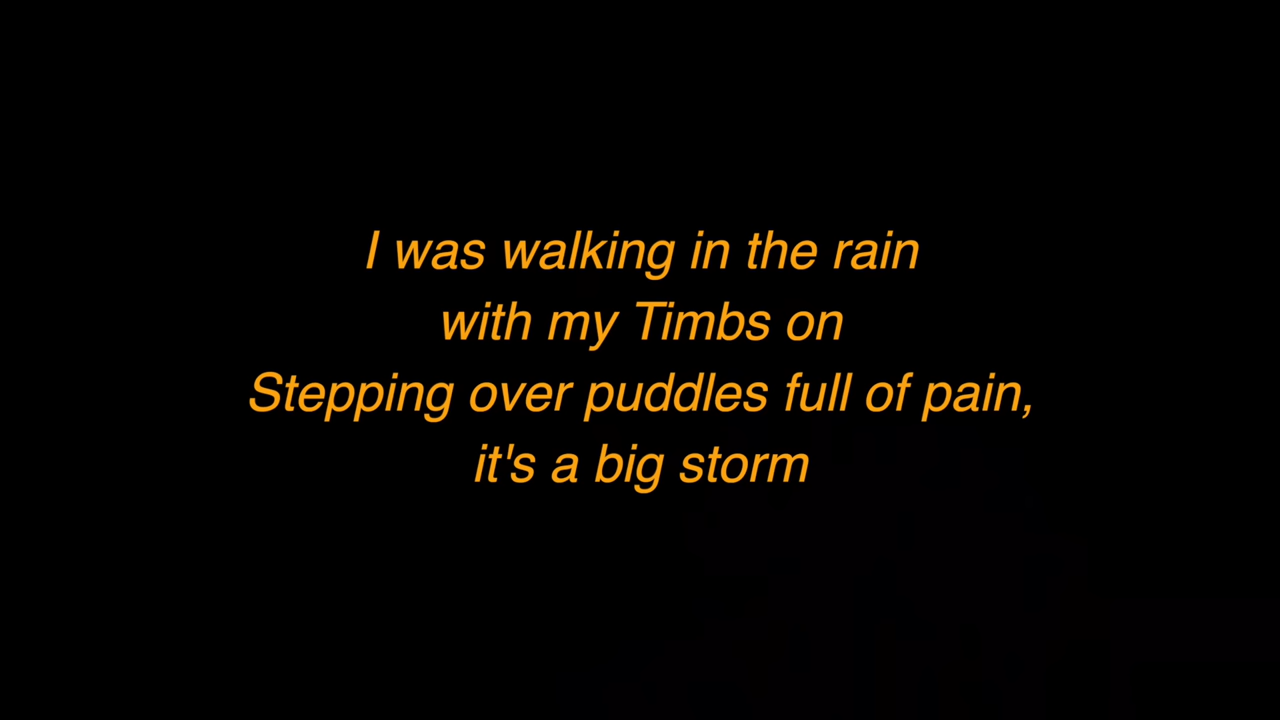 I was walking in the rain
with my Timbs on
Stepping over puddles full of pain,
it's a big storm